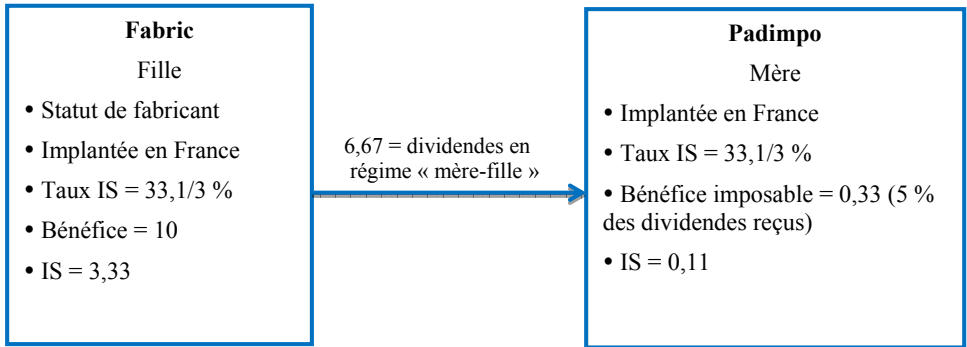 Fabric
Fille
• Statut de fabricant
• Implantée en France
• Taux IS = 33,1/3 %
• Bénéfice = 10
• IS = 3,33
6,67 = dividendes en
régime « mère-fille »
Padimpo
Mère
• Implantée en France
• Taux IS = 33,1/3 %
• Bénéfice imposable = 0,33 (5 %
des dividendes reçus)
• IS = 0,11